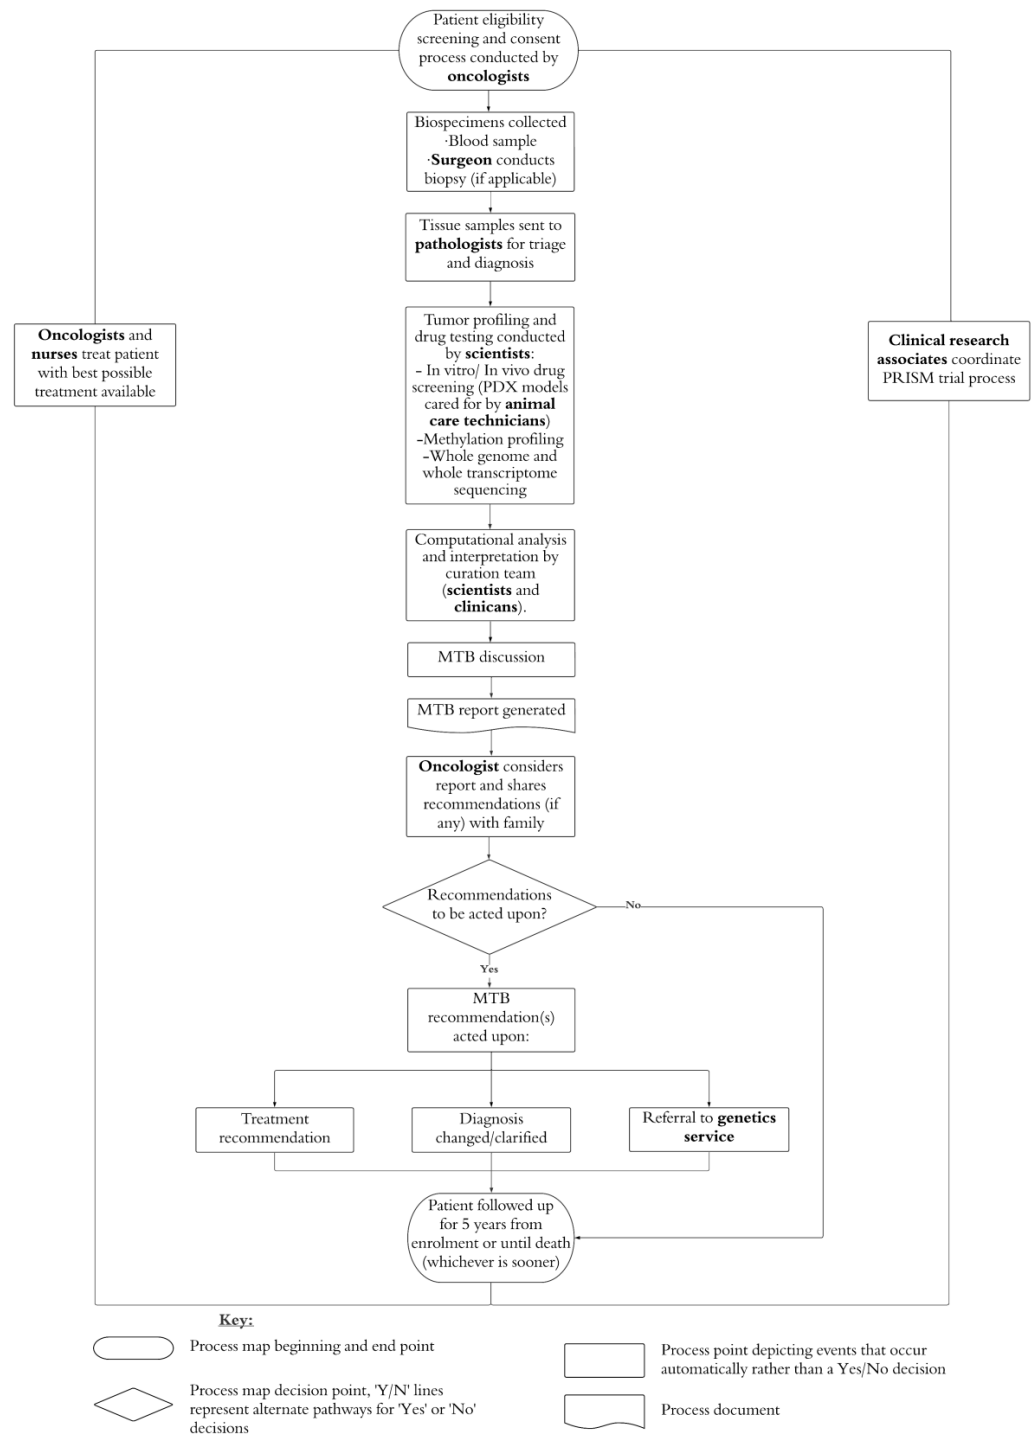 Patient eligibility
screening and consent
process conducted by
oncologists
Biospecimens collected
·Blood sample
·Surgeon conducts
biopsy (if applicable)
Tissue samples sent to
pathologists for triage
and diagnosis
Oncologists and
nurses treat patient
with best possible
treatment available
Tumor profiling and
drug testing conducted
by scientists:
- In vitro/ In vivo drug
screening (PDX models
cared for by animal
care technicians)
-Methylation profiling
-Whole genome and
whole transcriptome
sequencing
Clinical research
associates coordinate
PRISM trial process
Computational analysis
and interpretation by
curation team
(scientists and
clinicans).
MTB discussion
MTB report generated
Oncologist considers
report and shares
recommendations (if
any) with family
Recommendations
to be acted upon?
No
Yes
MTB
recommendation(s)
acted upon:
Treatment
recommendation
Diagnosis
changed/clarified
Referral to genetics
service
Patient followed up
for 5 years from
enrolment or until death
(whichever is sooner)
Key:
Process map beginning and end point
Process point depicting events that occur
automatically rather than a Yes/No decision
Process map decision point, 'Y/N' lines
represent alternate pathways for 'Yes' or 'No'
decisions
Process document